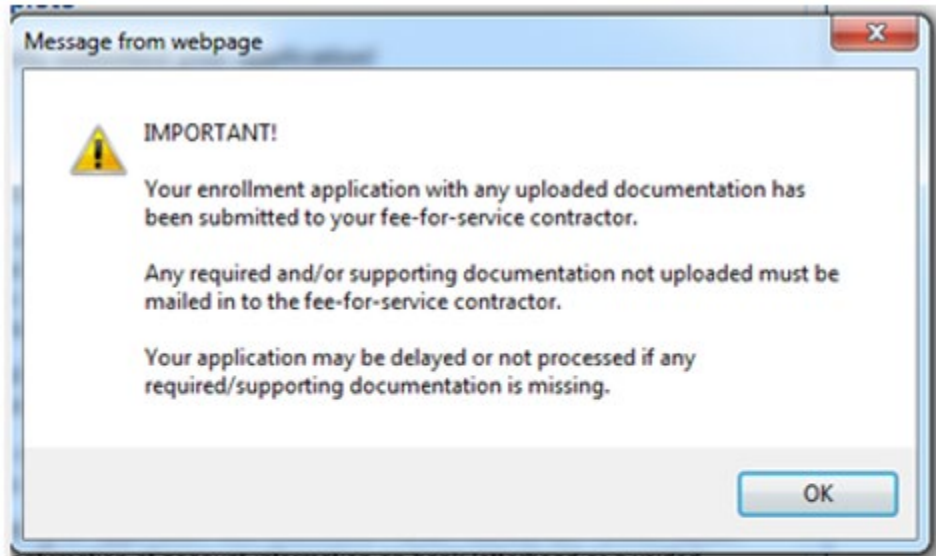 Message from webpage
IMPORTANT!
Your enrollment application with any uploaded documentation has
been submitted to your fee-for-service contractor.
Any required and/or supporting documentation not uploaded must be
mailed in to the fee-for-service contractor.
Your application may be delayed or not processed if any
required/supporting documentation is missing.
OK